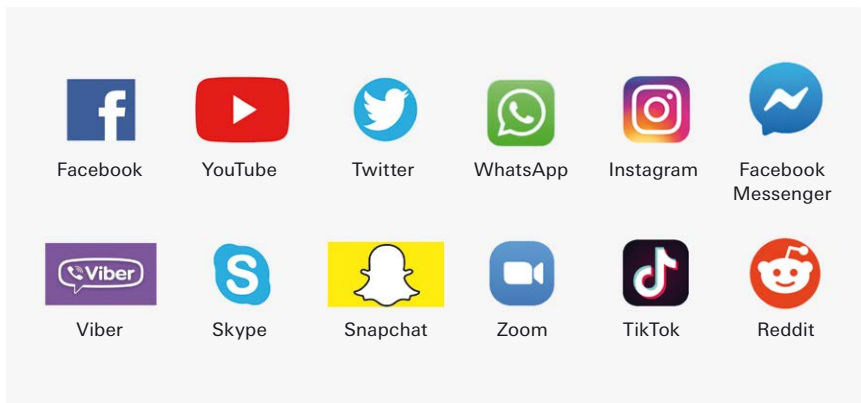 Facebook
YouTube
Twitter
WhatsApp
Instagram
Facebook
Messenger
Viber
Viber
Skype
Snapchat
Zoom
TikTok
Reddit